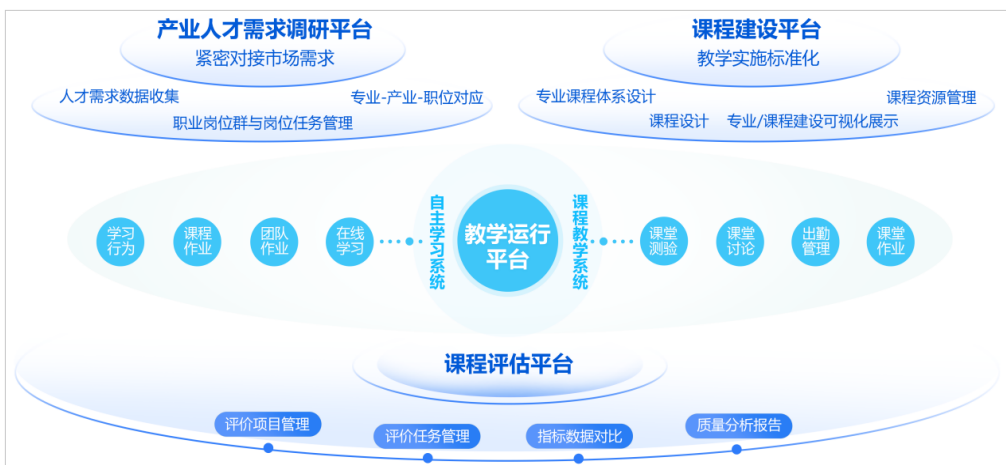 产业人才需求调研平台
紧密对接市场需求
人才需求数据收集
专业-产业-职位对应
职业岗位群与岗位任务管理
课程建设平台
教学实施标准化
专业课程体系设计
课程资源管理
课程设计
专业/课程建设可视化展示
学习
行为
课程
作业
团队
作业
在线
学习
自主学习系统
教学运行
平台
课程教学系统
课堂
测验
课堂
讨论
出勤
管理
课堂
作业
课程评估平台
评价项目管理
评价任务管理
指标数据对比
质量分析报告